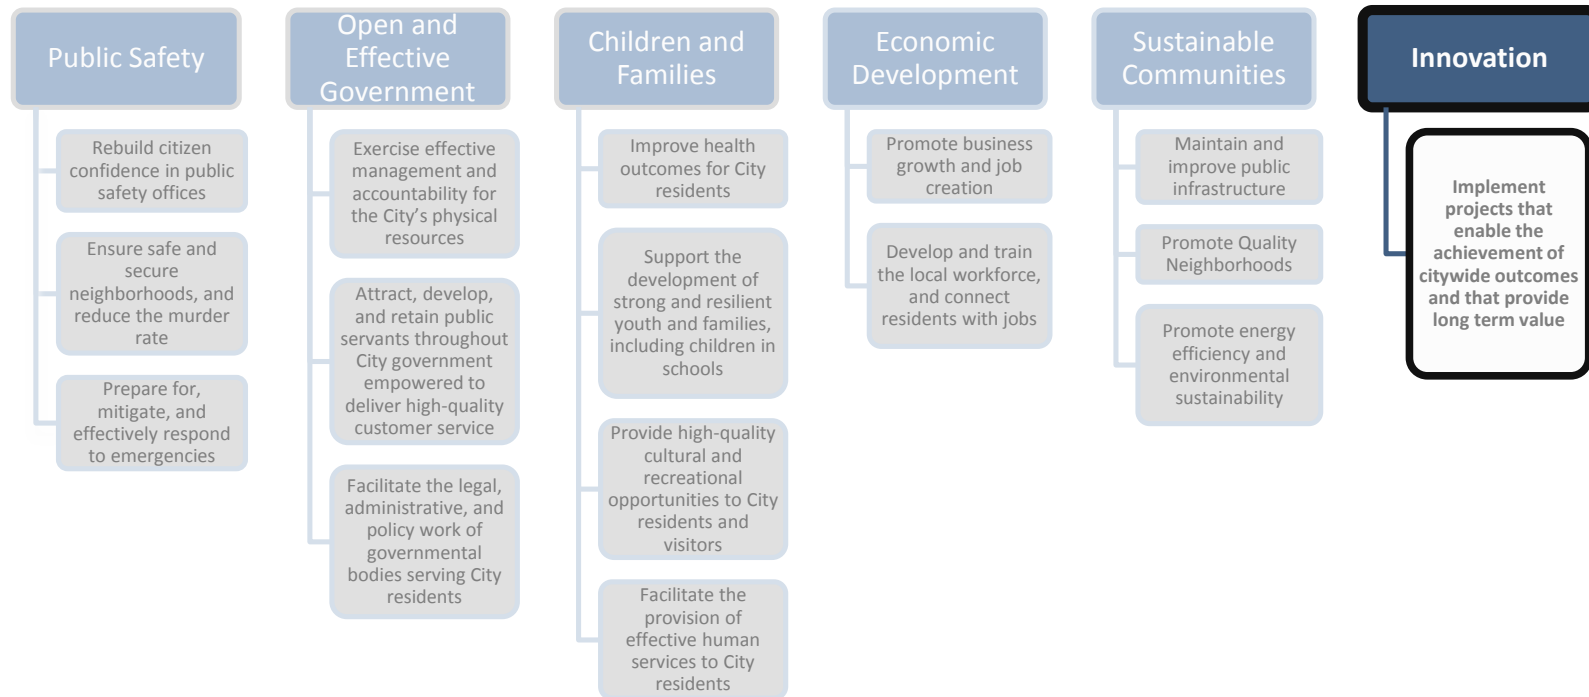 Public Safety
Rebuild citizen
confidence in public
safety offices
Ensure safe and
secure
neighborhoods, and
reduce the murder
rate
Prepare for,
mitigate, and
effectively respond
to emergencies
Open and
Effective
Government
Exercise effective
management and
accountability for
the City’s physical
resources
Attract, develop,
and retain public
servants throughout
City government
empowered to
deliver high-quality
customer service
Facilitate the legal,
administrative, and
policy work of
governmental
bodies serving City
residents
Children and
Families
Improve health
outcomes for City
residents
Support the
development of
strong and resilient
youth and families,
including children in
schools
Provide high-quality
cultural and
recreational
opportunities to City
residents and
visitors
Facilitate the
provision of
effective human
services to City
residents
Economic
Development
Promote business
growth and job
creation
Develop and train
the local workforce,
and connect
residents with jobs
Sustainable
Communities
Maintain and
improve public
infrastructure
Promote Quality
Neighborhoods
Promote energy
efficiency and
environmental
sustainability
Innovation
Implement
projects that
enable the
achievement of
citywide outcomes
and that provide
long term value